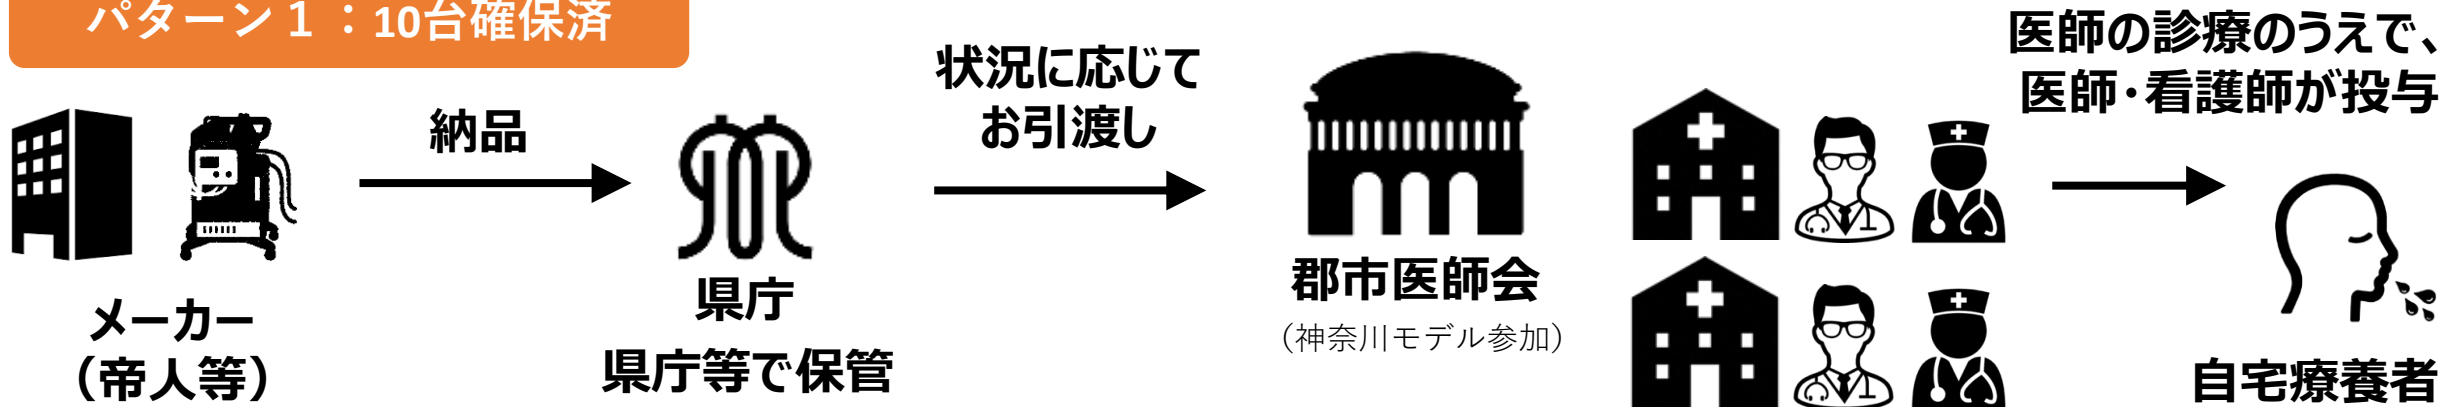 パターン１：10台確保済
納品
状況に応じて
お引渡し
医師の診療のうえで、
医師・看護師が投与
メーカー
（帝人等）
県庁
県庁等で保管
郡市医師会
（神奈川モデル参加）
自宅療養者